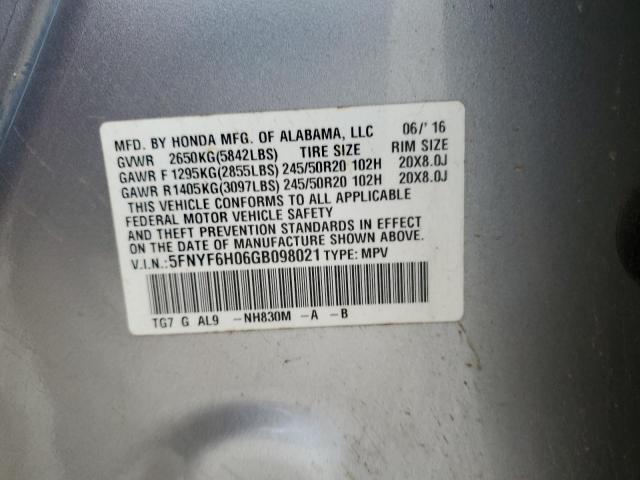 MFD. BY HONDA MFG. OF ALABAMA, LLC 06/'16
GVWR 2650KG(5842LBS) TIRE SIZE RIM SIZE
GAWR F 1295KG(2855LBS) 245/50R20 102H 20X8.0J
GAWR R 1405KG(3097LBS) 245/50R20 102H 20X8.0J
THIS VEHICLE CONFORMS TO ALL APPLICABLE
FEDERAL MOTOR VEHICLE SAFETY
AND THEFT PREVENTION STANDARDS IN EFFECT
ON THE DATE OF MANUFACTURE SHOWN ABOVE.
V.I.N.:5FNYF6H06GB098021 TYPE: MPV
TG7 G AL9 -NH830M -A -B